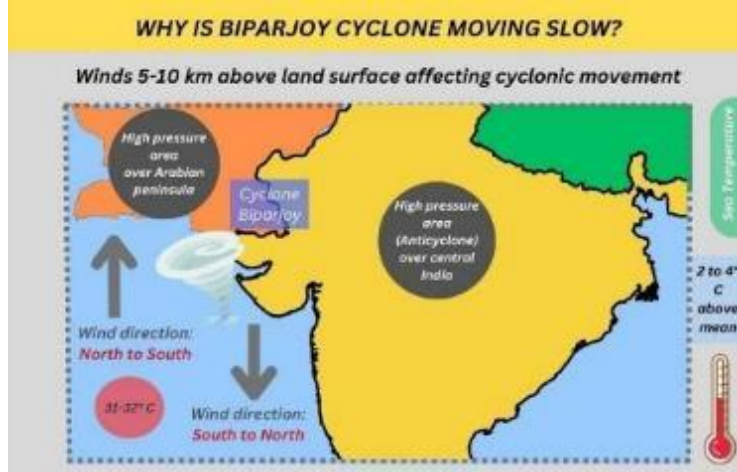 WHY IS BIPARJOY CYCLONE MOVING SLOW?
Winds 5-10 km above land surface affecting cyclonic movement
High pressure
area
over Arabian
peninsula
Cyclone
Biparjoy
High pressure
area
(Anticyclone)
over central
India
Sea Temperature
2 to 4°
C
above
mean
Wind direction:
North to South
31-32° C
Wind direction:
South to North